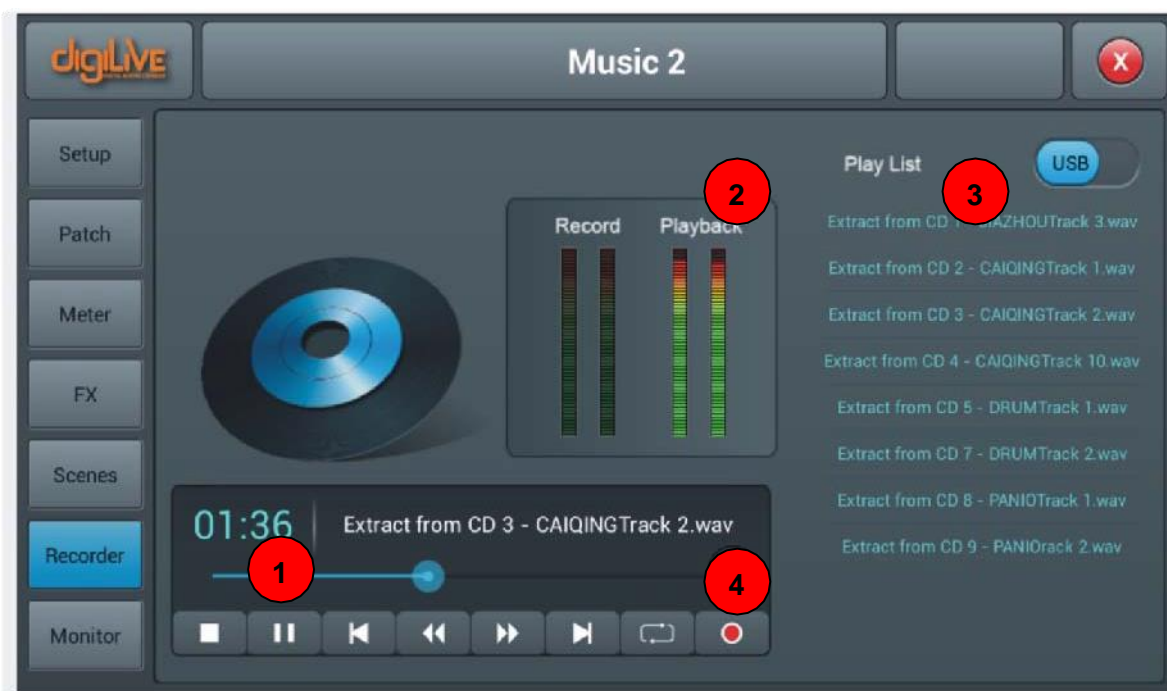 digiLiVE
Music 2
X
Setup
Patch
Meter
FX
Scenes
Recorder
Monitor
Record Playback
2
Play List
3
USB
Extract from CD Track 3.wav
Extract from CD 2 - CAIQINGTrack 1.wav
Extract from CD 3 - CAIQINGTrack 2.wav
Extract from CD 4 - CAIQINGTrack 10.wav
Extract from CD 5 - DRUMTrack 1.wav
Extract from CD 7 - DRUMTrack 2.wav
Extract from CD 8 - PANIOTrack 1.wav
Extract from CD 9 - PANIOrack 2.wav
01:36 Extract from CD 3 - CAIQINGTrack 2.wav
1
4